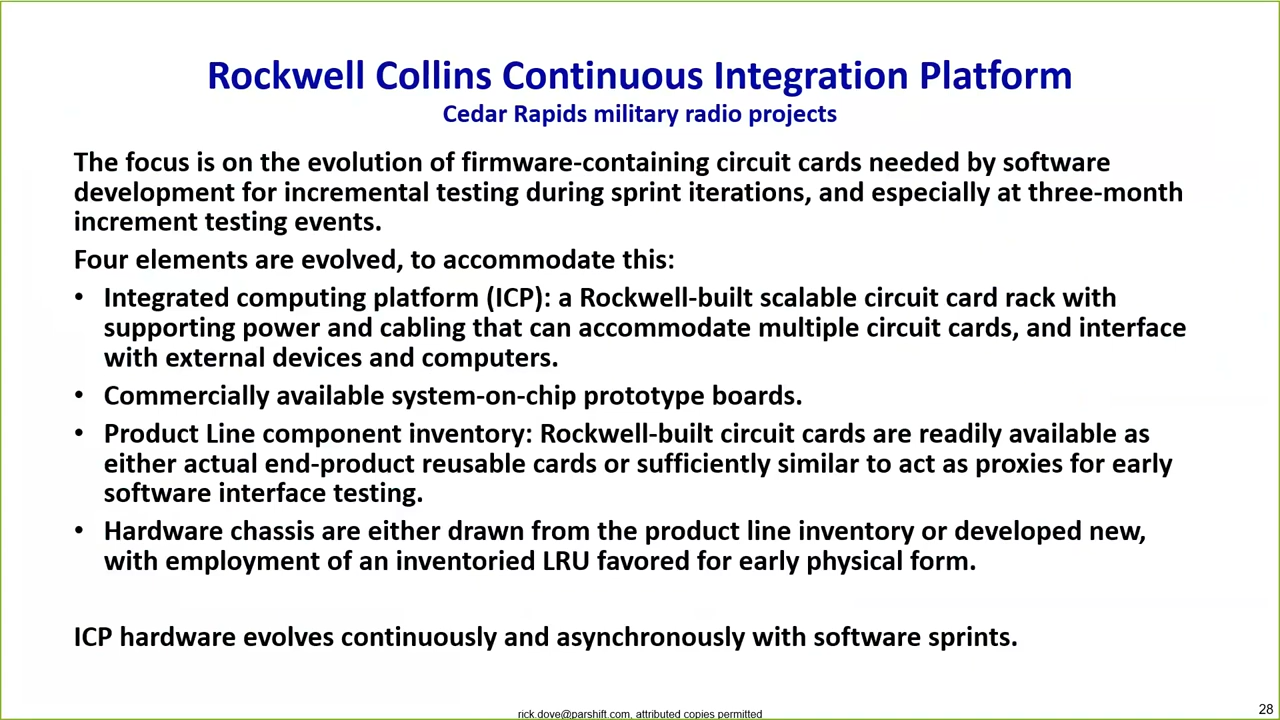 Rockwell Collins Continuous Integration Platform
Cedar Rapids military radio projects
The focus is on the evolution of firmware-containing circuit cards needed by software
development for incremental testing during sprint iterations, and especially at three-month
increment testing events.
Four elements are evolved, to accommodate this:
• Integrated computing platform (ICP): a Rockwell-built scalable circuit card rack with
supporting power and cabling that can accommodate multiple circuit cards, and interface
with external devices and computers.
• Commercially available system-on-chip prototype boards.
• Product Line component inventory: Rockwell-built circuit cards are readily available as
either actual end-product reusable cards or sufficiently similar to act as proxies for early
software interface testing.
• Hardware chassis are either drawn from the product line inventory or developed new,
with employment of an inventoried LRU favored for early physical form.
ICP hardware evolves continuously and asynchronously with software sprints.
rick.dove@parshift.com, attributed copies permitted
28